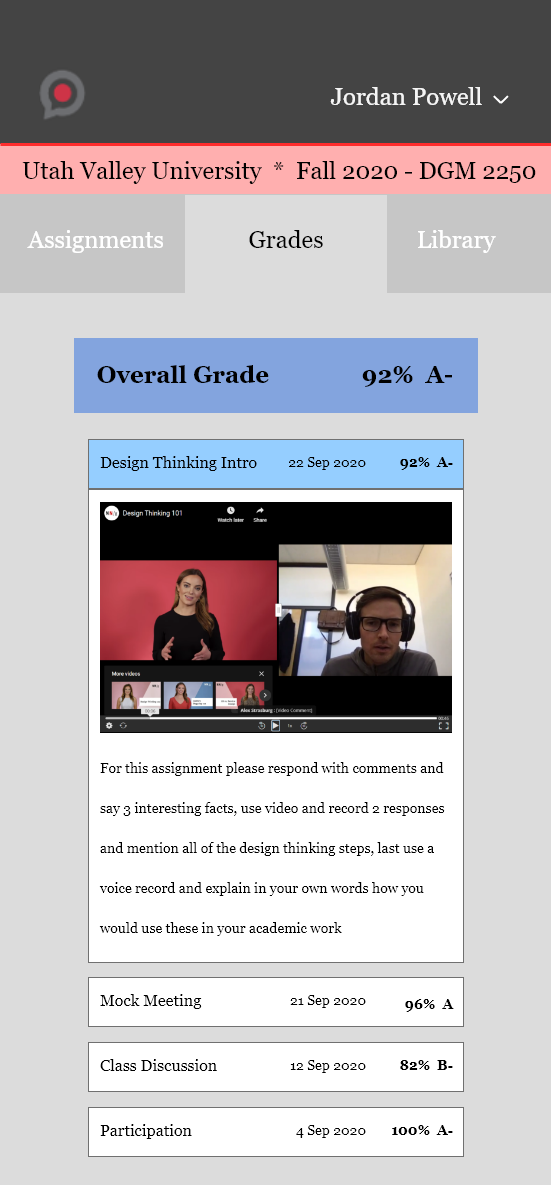 Jordan Powell
Utah Valley University * Fall 2020 - DGM 2250
Assignments Grades Library
Overall Grade 92% A-
Design Thinking Intro 22 Sep 2020 92% A-
NN/g Design Thinking 101 Watch later Share
More videos
Alex Strasburg: [Video Comment]
1x
For this assignment please respond with comments and
say 3 interesting facts, use video and record 2 responses
and mention all of the design thinking steps, last use a
voice record and explain in your own words how you
would use these in your academic work
Mock Meeting 21 Sep 2020 96% A
Class Discussion 12 Sep 2020 82% B-
Participation 4 Sep 2020 100% A-